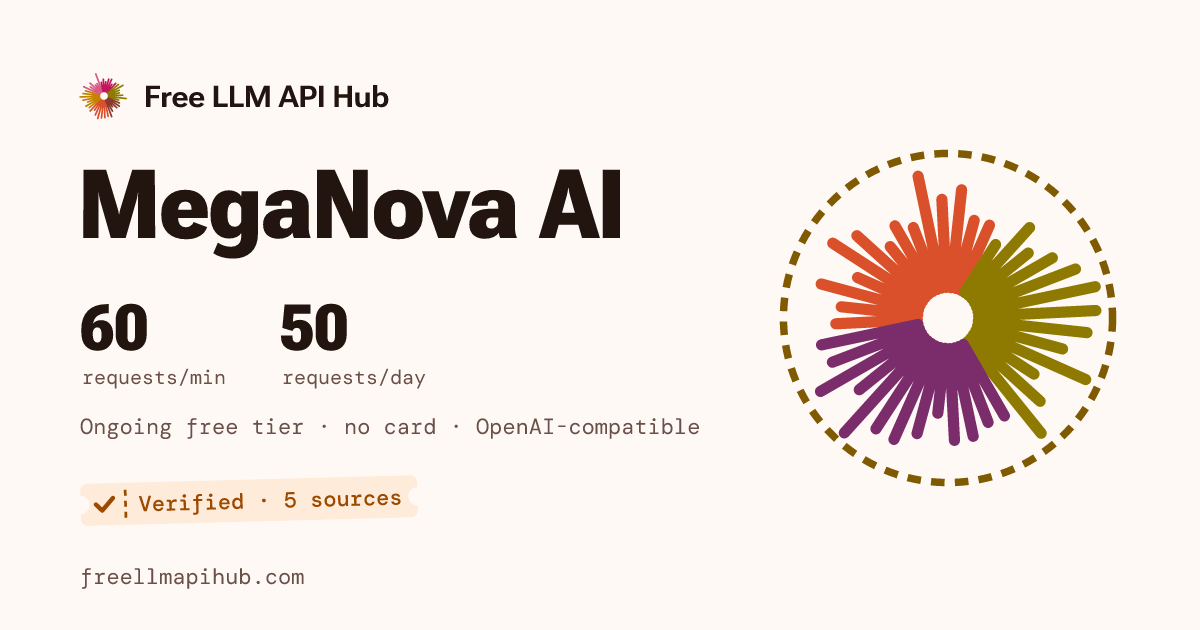 Free LLM API Hub
MegaNova AI
60 50
requests/min requests/day
Ongoing free tier · no card · OpenAI-compatible
Verified · 5 sources
freellmapihub.com